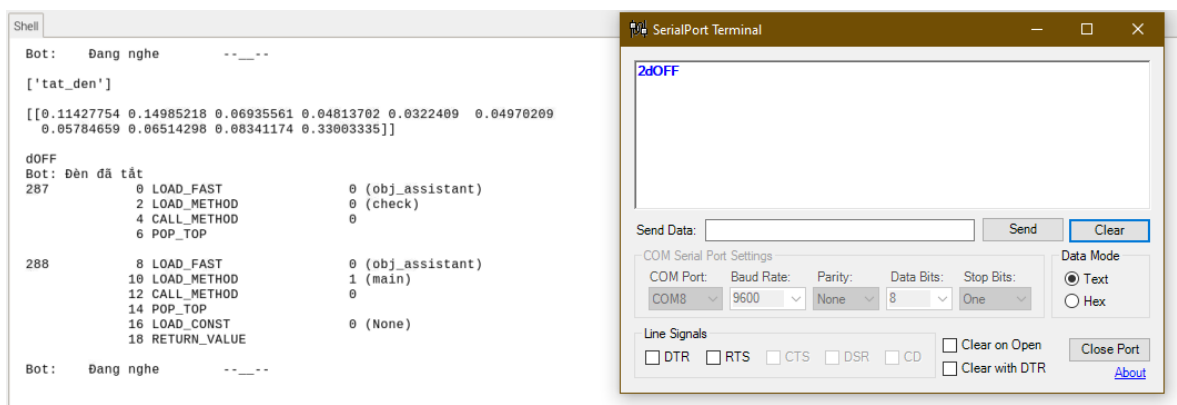 Shell
Bot:    Đang nghe        --__--
['tat_den']
[[0.11427754 0.14985218 0.06935561 0.04813702 0.0322409  0.04970209
  0.05784659 0.06514298 0.08341174 0.33003335]]
dOFF
Bot: Đèn đã tắt
287           0 LOAD_FAST                0 (obj_assistant)
              2 LOAD_METHOD              0 (check)
              4 CALL_METHOD              0
              6 POP_TOP
288           8 LOAD_FAST                0 (obj_assistant)
             10 LOAD_METHOD              1 (main)
             12 CALL_METHOD              0
             14 POP_TOP
             16 LOAD_CONST               0 (None)
             18 RETURN_VALUE
Bot:    Đang nghe        --__--
SerialPort Terminal
2dOFF
Send Data: Send Clear
COM Serial Port Settings Data Mode
COM Port: Baud Rate: Parity: Data Bits: Stop Bits: Text
COM8 9600 None 8 One Hex
Line Signals
DTR RTS CTS DSR CD
Clear on Open Close Port
Clear with DTR About